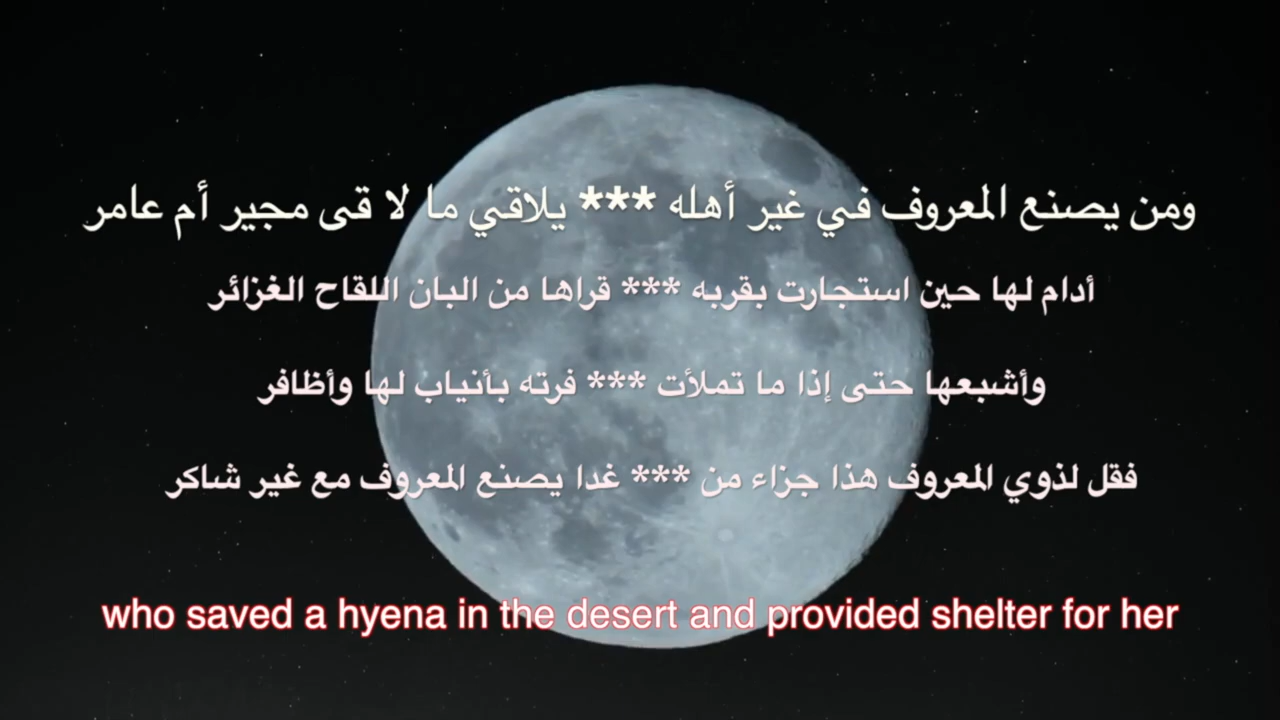 ومن يصنع المعروف في غير أهله *** يلاقي ما لا قى مجير أم عامر
أدام لها حين استجارت بقربه *** قراها من البان اللقاح الغزائر
وأشبعها حتى إذا ما تملأت *** فرته بأنياب لها وأظافر
فقل لذوي المعروف هذا جزاء من *** غدا يصنع المعروف مع غير شاكر
who saved a hyena in the desert and provided shelter for her